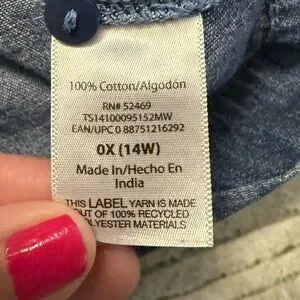 100% Cotton/Algodón
RN# 52469
TS14100095152MW
EAN/UPC 0 88751216292
0X (14W)
Made In/Hecho En
India
THIS LABEL YARN IS MADE
OUT OF 100% RECYCLED
POLYESTER MATERIALS